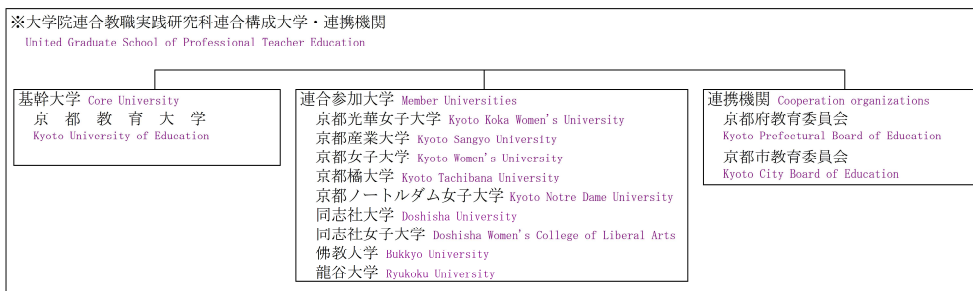 ※大学院連合教職実践研究科連合構成大学・連携機関
United Graduate School of Professional Teacher Education
基幹大学 Core University
京都教育大学
Kyoto University of Education
連合参加大学 Member Universities
京都光華女子大学 Kyoto Koka Women's University
京都産業大学 Kyoto Sangyo University
京都女子大学 Kyoto Women's University
京都橘大学 Kyoto Tachibana University
京都ノートルダム女子大学 Kyoto Notre Dame University
同志社大学 Doshisha University
同志社女子大学 Doshisha Women's College of Liberal Arts
佛教大学 Bukkyo University
龍谷大学 Ryukoku University
連携機関 Cooperation organizations
京都府教育委員会
Kyoto Prefectural Board of Education
京都市教育委員会
Kyoto City Board of Education